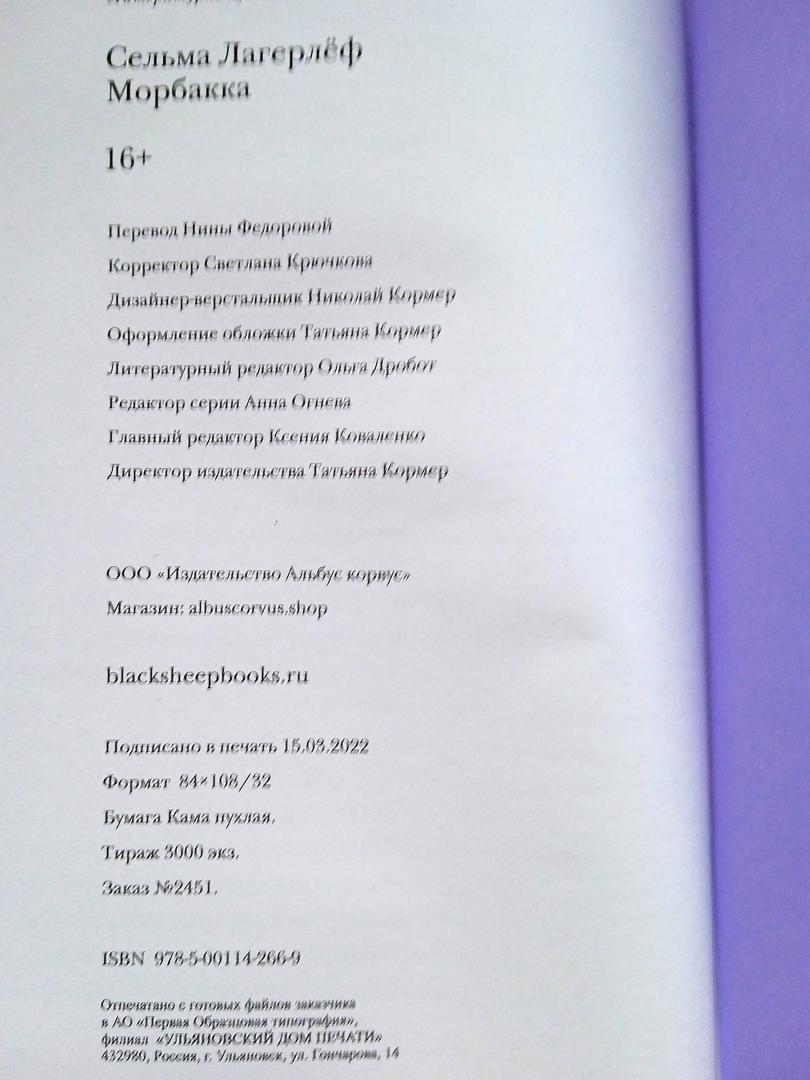 Сельма Лагерлёф
Морбакка
16+
Перевод Нины Федоровой
Корректор Светлана Крючкова
Дизайнер-верстальщик Николай Кормер
Оформление обложки Татьяна Кормер
Литературный редактор Ольга Дробот
Редактор серии Анна Огнева
Главный редактор Ксения Коваленко
Директор издательства Татьяна Кормер
ООО «Издательство Альбус корвус»
Магазин: albuscorvus.shop
blacksheepbooks.ru
Подписано в печать 15.03.2022
Формат 84×108/32
Бумага Кама пухлая.
Тираж 3000 экз.
Заказ №2451.
ISBN 978-5-00114-266-9
Отпечатано с готовых файлов заказчика
в АО «Первая Образцовая типография»,
филиал «УЛЬЯНОВСКИЙ ДОМ ПЕЧАТИ»
432980, Россия, г. Ульяновск, ул. Гончарова, 14